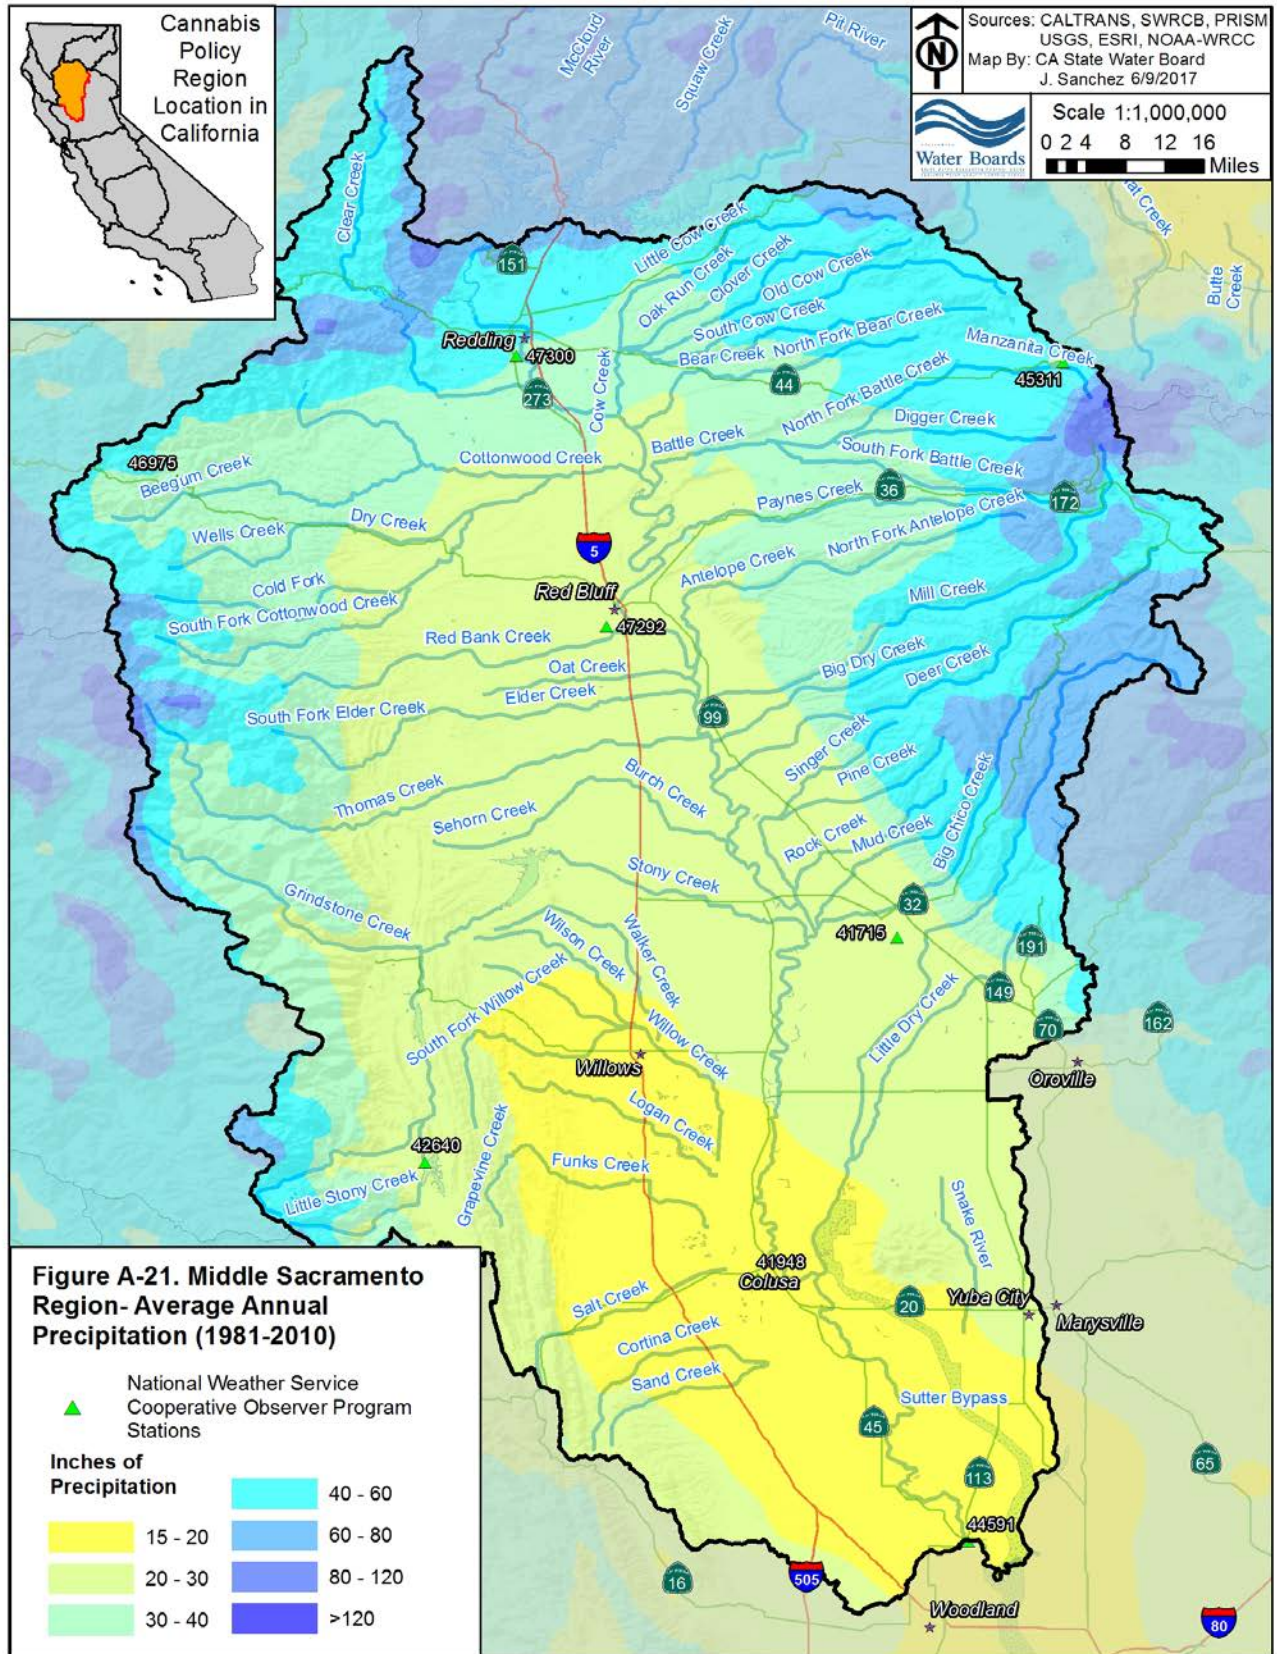 Cannabis
Policy
Region
Location in
California
Sources: CALTRANS, SWRCB, PRISM
USGS, ESRI, NOAA-WRCC
Map By: CA State Water Board
J. Sanchez 6/9/2017
N
Water Boards
Scale 1:1,000,000
0 2 4 8 12 16
Miles
McCloud
River
Squaw Creek
Pit River
Clear Creek
Butte
Creek
151
Little Cow Creek
Oak Run Creek
Clover Creek
Old Cow Creek
South Cow Creek
North Fork Bear Creek
Bear Creek
Manzanita Creek
Redding
47300
45311
273
44
Cow Creek
North Fork Battle Creek
Digger Creek
Battle Creek
South Fork Battle Creek
46975
Beegum Creek
Cottonwood Creek
Paynes Creek
36
172
Wells Creek
Dry Creek
North Fork Antelope Creek
5
Antelope Creek
Cold Fork
Red Bluff
Mill Creek
South Fork Cottonwood Creek
47292
Red Bank Creek
Oat Creek
Big Dry Creek
Deer Creek
Elder Creek
South Fork Elder Creek
99
Singer Creek
Pine Creek
Thomas Creek
Burch Creek
Sehorn Creek
Rock Creek
Mud Creek
Big Chico Creek
Stony Creek
Grindstone Creek
32
41715
191
Wilson Creek
Walker Creek
South Fork Willow Creek
149
Little Dry Creek
Willow Creek
70
162
Willows
Oroville
Logan Creek
42640
Grapevine Creek
Funks Creek
Little Stony Creek
Snake River
41948
Colusa
Salt Creek
20
Yuba City
Marysville
Cortina Creek
Sand Creek
Sutter Bypass
45
65
113
44591
16
505
Woodland
80
Figure A-21. Middle Sacramento
Region- Average Annual
Precipitation (1981-2010)
National Weather Service
Cooperative Observer Program
Stations
Inches of
Precipitation
15 - 20
20 - 30
30 - 40
40 - 60
60 - 80
80 - 120
>120